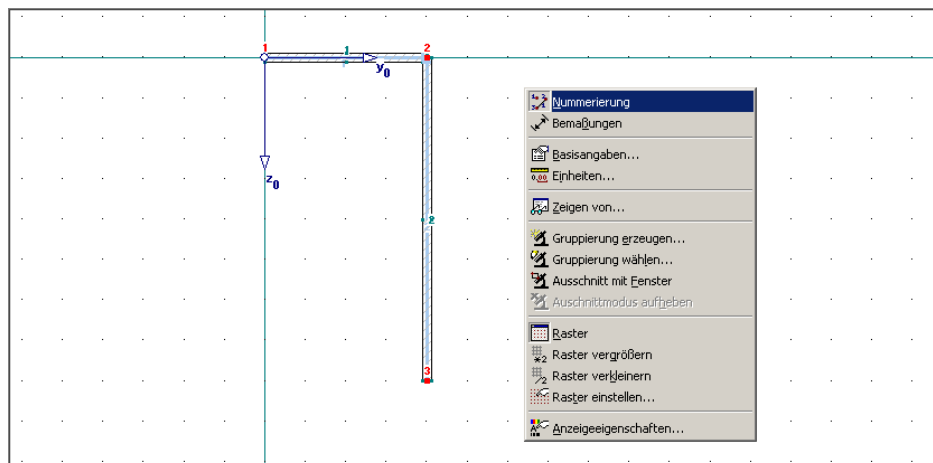 1
1
2
y0
z0
2
3
Nummerierung
Bemaßungen
Basisangaben...
Einheiten...
Zeigen von...
Gruppierung erzeugen...
Gruppierung wählen...
Ausschnitt mit Fenster
Auschnittmodus aufheben
Raster
Raster vergrößern
Raster verkleinern
Raster einstellen...
Anzeigeeigenschaften...